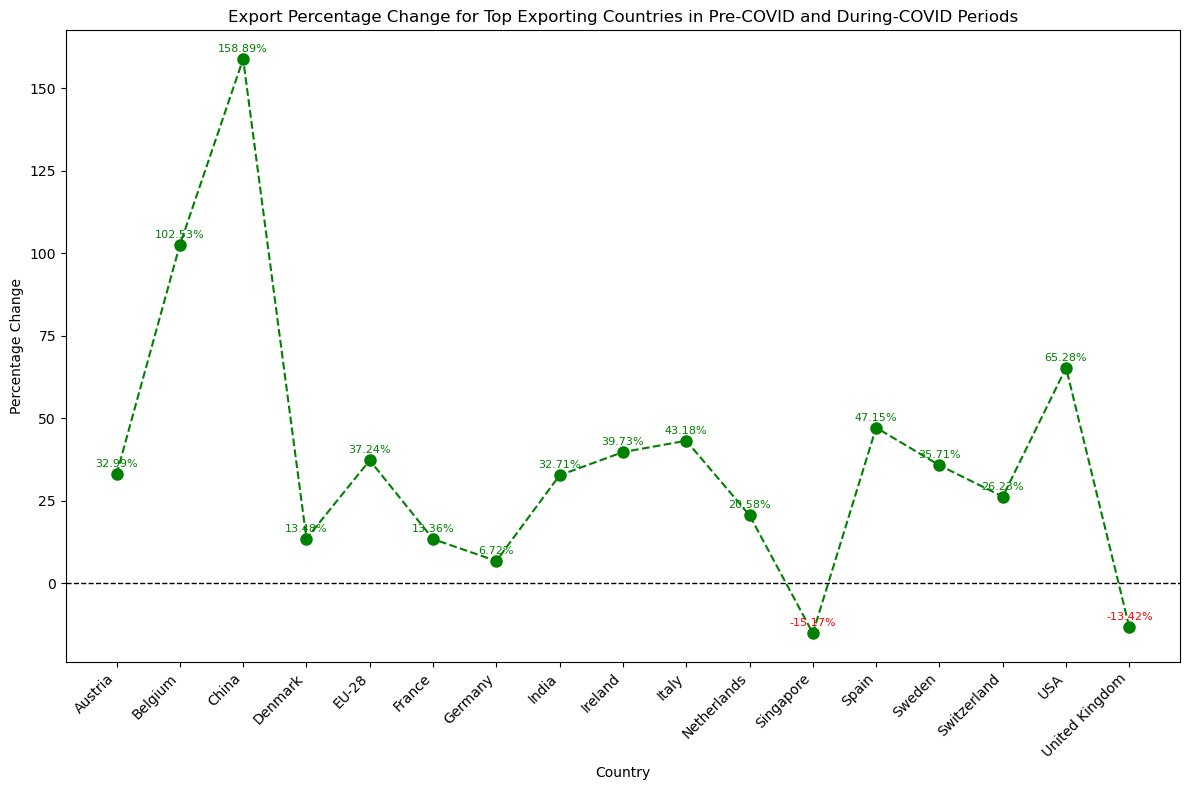 Export Percentage Change for Top Exporting Countries in Pre-COVID and During-COVID Periods
Percentage Change
150
125
100
75
50
25
0
32.99%
102.53%
158.89%
13.48%
37.24%
13.36%
6.72%
32.71%
39.73%
43.18%
20.58%
-15.17%
47.15%
35.71%
26.23%
65.28%
-13.42%
Austria
Belgium
China
Denmark
EU-28
France
Germany
India
Ireland
Italy
Netherlands
Singapore
Spain
Sweden
Switzerland
USA
United Kingdom
Country